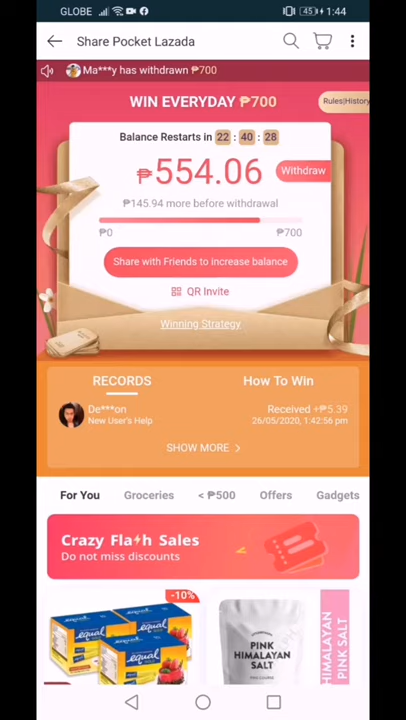 GLOBE 45 1:44
Share Pocket Lazada
Ma***y has withdrawn ₱700
WIN EVERYDAY ₱700
Rules|History
Balance Restarts in 22 : 40 : 28
₱554.06
Withdraw
₱145.94 more before withdrawal
₱0 ₱700
Share with Friends to increase balance
QR Invite
Winning Strategy
RECORDS How To Win
De***on Received +₱5.39
New User's Help 26/05/2020, 1:42:56 pm
SHOW MORE >
For You Groceries < ₱500 Offers Gadgets
Crazy Flash Sales
Do not miss discounts
-10%
equal
equal
equal
PINK
HIMALAYAN
SALT
HIMALAYAN
PINK SALT